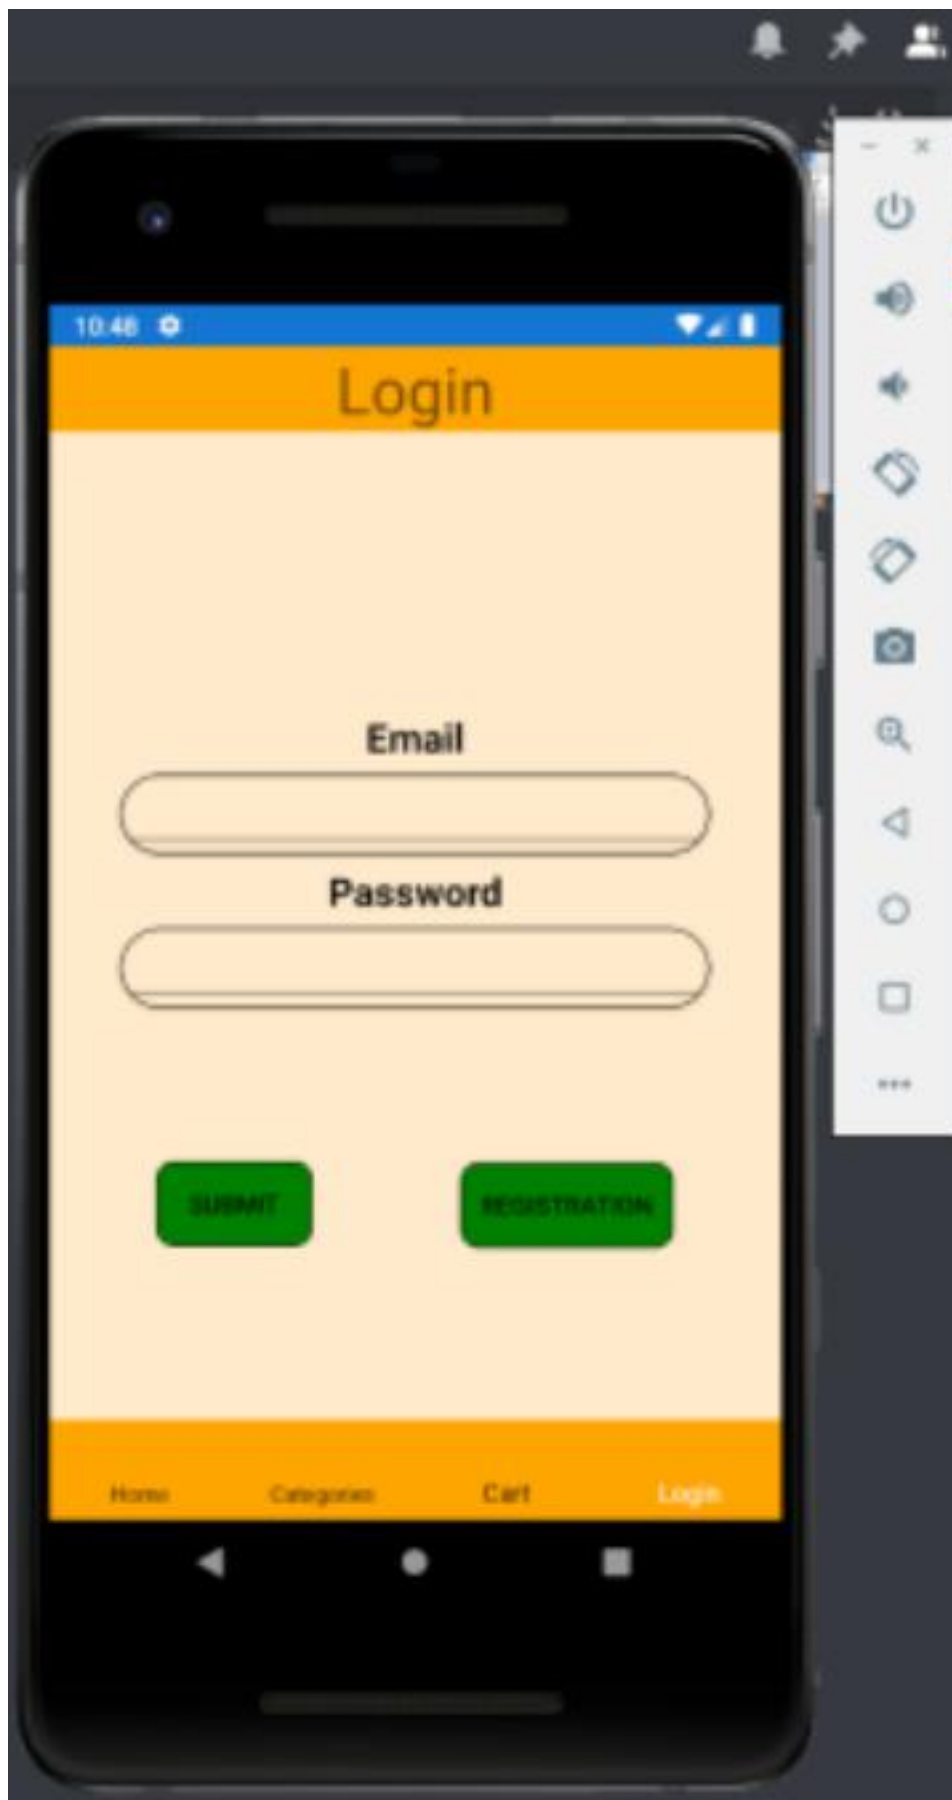 10:48
Login
Email
Password
SUBMIT REGISTRATION
Home Categories Cart Login